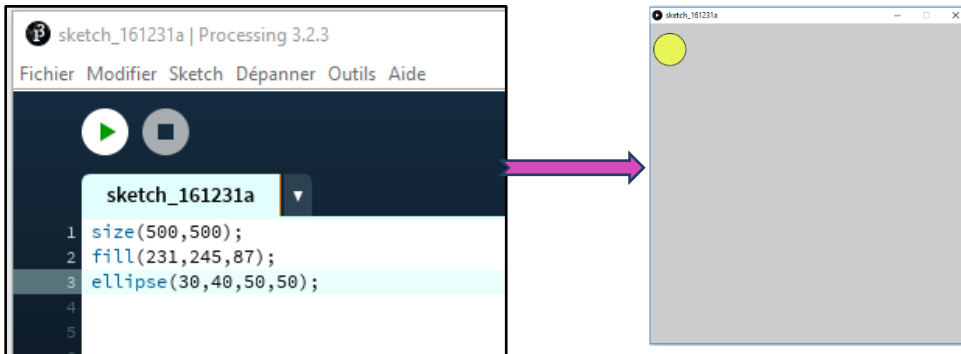 sketch_161231a | Processing 3.2.3
Fichier Modifier Sketch Dépanner Outils Aide
sketch_161231a
1 size(500,500);
2 fill(231,245,87);
3 ellipse(30,40,50,50);
4
5
sketch_161231a